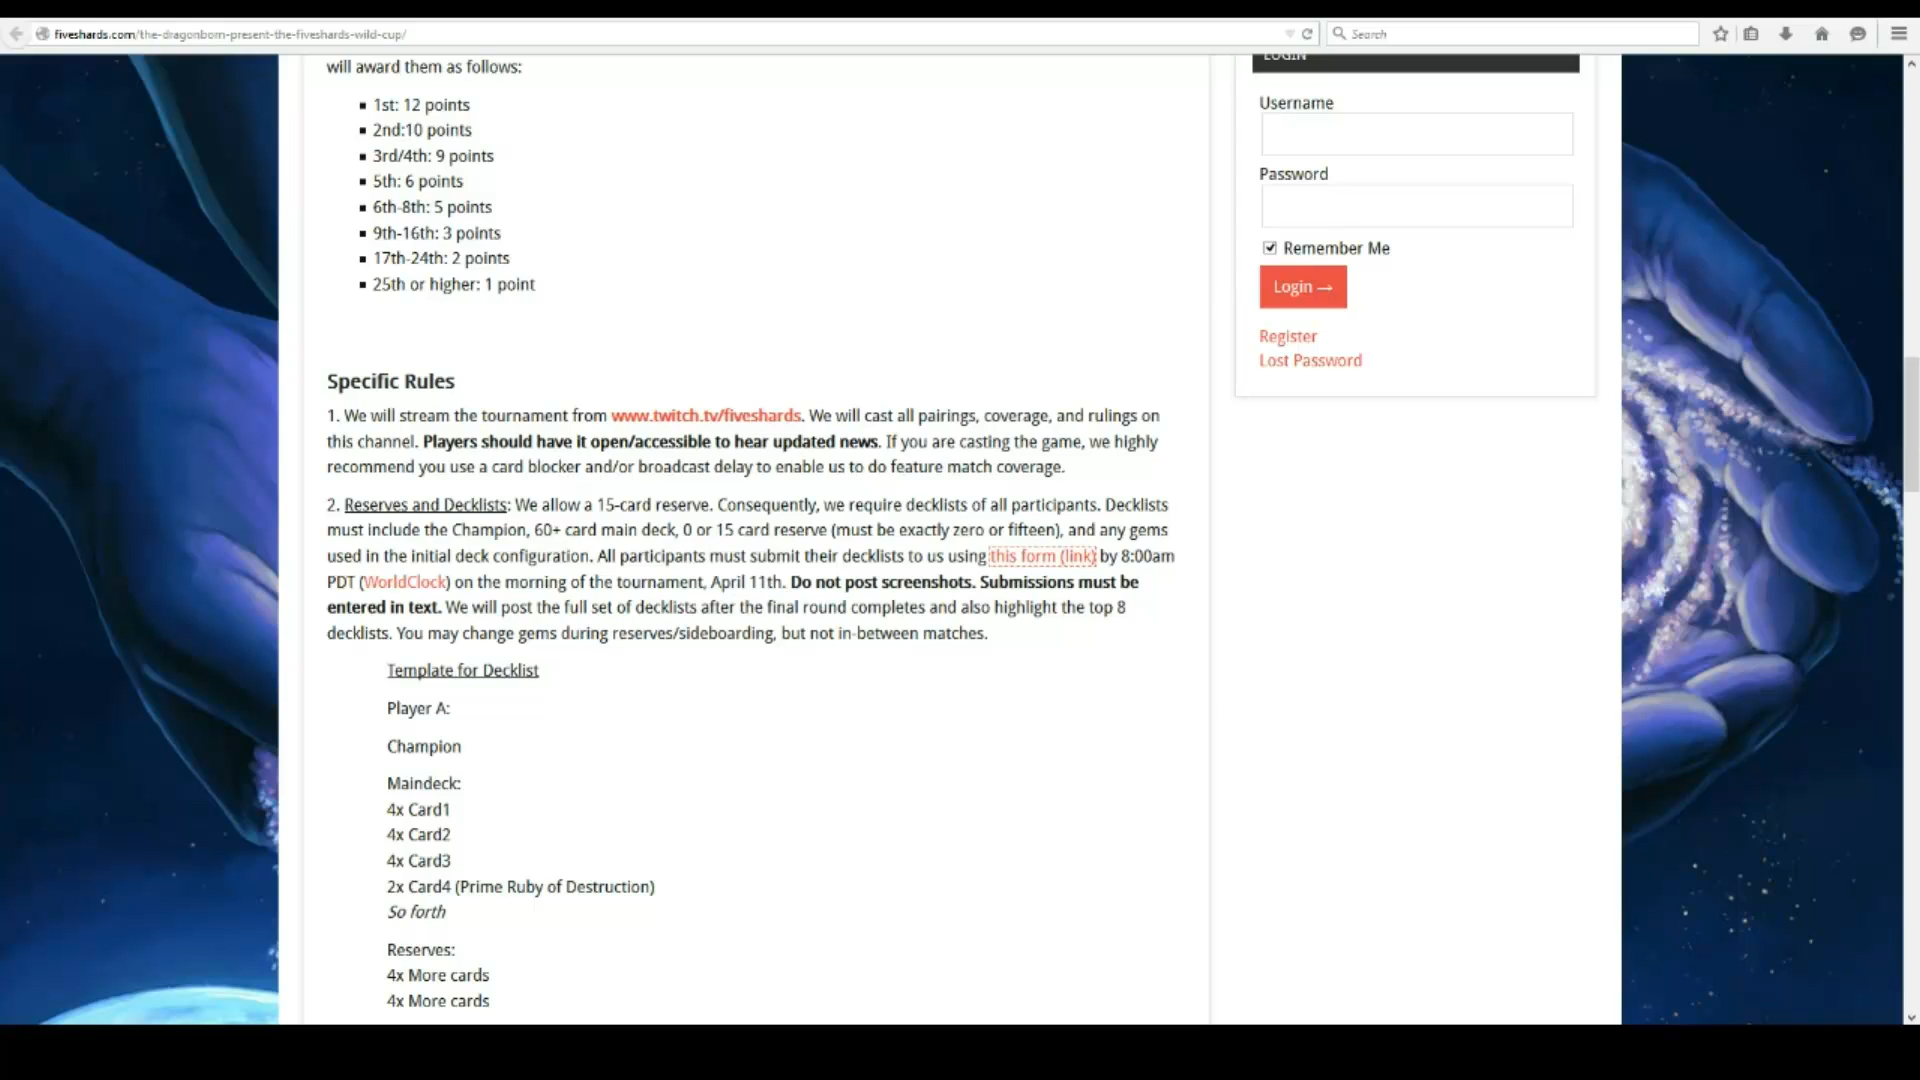 fiveshards.com/the-dragonborn-present-the-fiveshards-wild-cup/
Search
will award them as follows:
1st: 12 points
2nd:10 points
3rd/4th: 9 points
5th: 6 points
6th-8th: 5 points
9th-16th: 3 points
17th-24th: 2 points
25th or higher: 1 point
Specific Rules
1. We will stream the tournament from www.twitch.tv/fiveshards. We will cast all pairings, coverage, and rulings on
this channel. Players should have it open/accessible to hear updated news. If you are casting the game, we highly
recommend you use a card blocker and/or broadcast delay to enable us to do feature match coverage.
2. Reserves and Decklists: We allow a 15-card reserve. Consequently, we require decklists of all participants. Decklists
must include the Champion, 60+ card main deck, 0 or 15 card reserve (must be exactly zero or fifteen), and any gems
used in the initial deck configuration. All participants must submit their decklists to us using this form (link) by 8:00am
PDT (WorldClock) on the morning of the tournament, April 11th. Do not post screenshots. Submissions must be
entered in text. We will post the full set of decklists after the final round completes and also highlight the top 8
decklists. You may change gems during reserves/sideboarding, but not in-between matches.
Template for Decklist
Player A:
Champion
Maindeck:
4x Card1
4x Card2
4x Card3
2x Card4 (Prime Ruby of Destruction)
So forth
Reserves:
4x More cards
4x More cards
LOGIN
Username
Password
Remember Me
Login →
Register
Lost Password